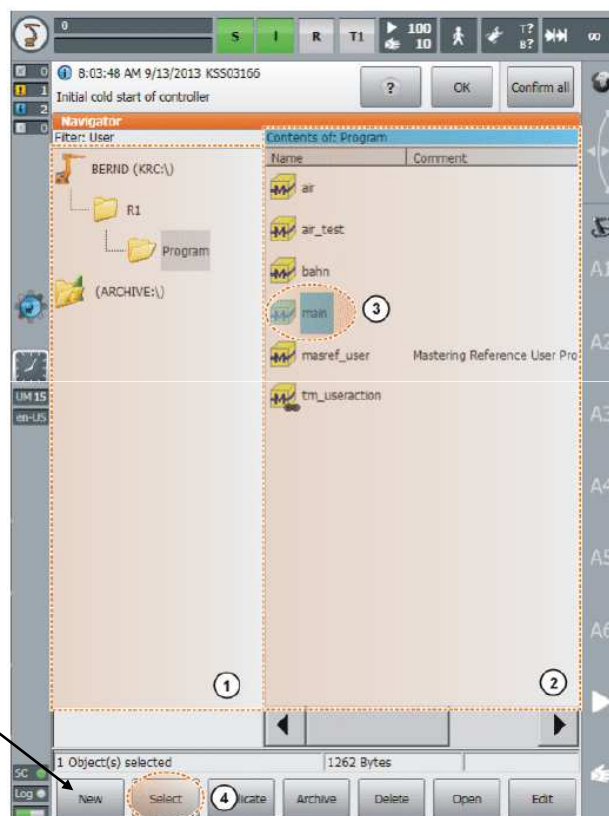 0
S I R T1 100 10 T? B? ∞
0 1 2 0
8:03:48 AM 9/13/2013 KSS03166
Initial cold start of controller
? OK Confirm all
Navigator
Filter: User
Contents of: Program
Name Comment
BERND (KRC:\)
R1
Program
(ARCHIVE:\)
air
air_test
bahn
main 3
masref_user Mastering Reference User Pro
tm_useraction
UM 15
en-US
A1
A2
A3
A4
A5
A6
1
2
1 Object(s) selected 1262 Bytes
SC
Log
New Select 4 licate Archive Delete Open Edit